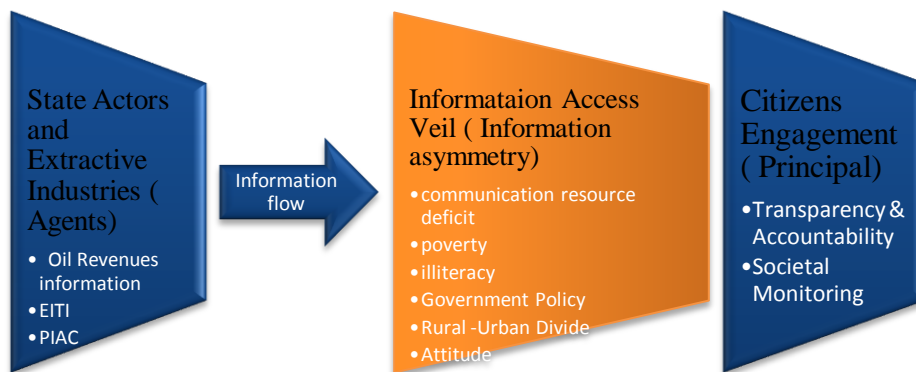 State Actors
and
Extractive
Industries (
Agents)
• Oil Revenues
information
•EITI
•PIAC
Information
flow
Informataion Access
Veil ( Information
asymmetry)
•communication resource
deficit
•poverty
•illiteracy
•Government Policy
•Rural -Urban Divide
•Attitude
Citizens
Engagement
( Principal)
•Transparency &
Accountability
•Societal
Monitoring